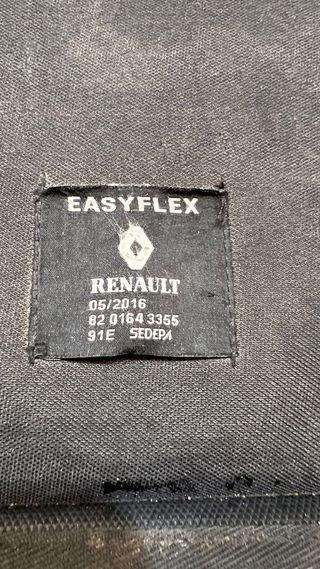 EASYFLEX
RENAULT
05/2016
82 0164 3355
91E SEDEPA